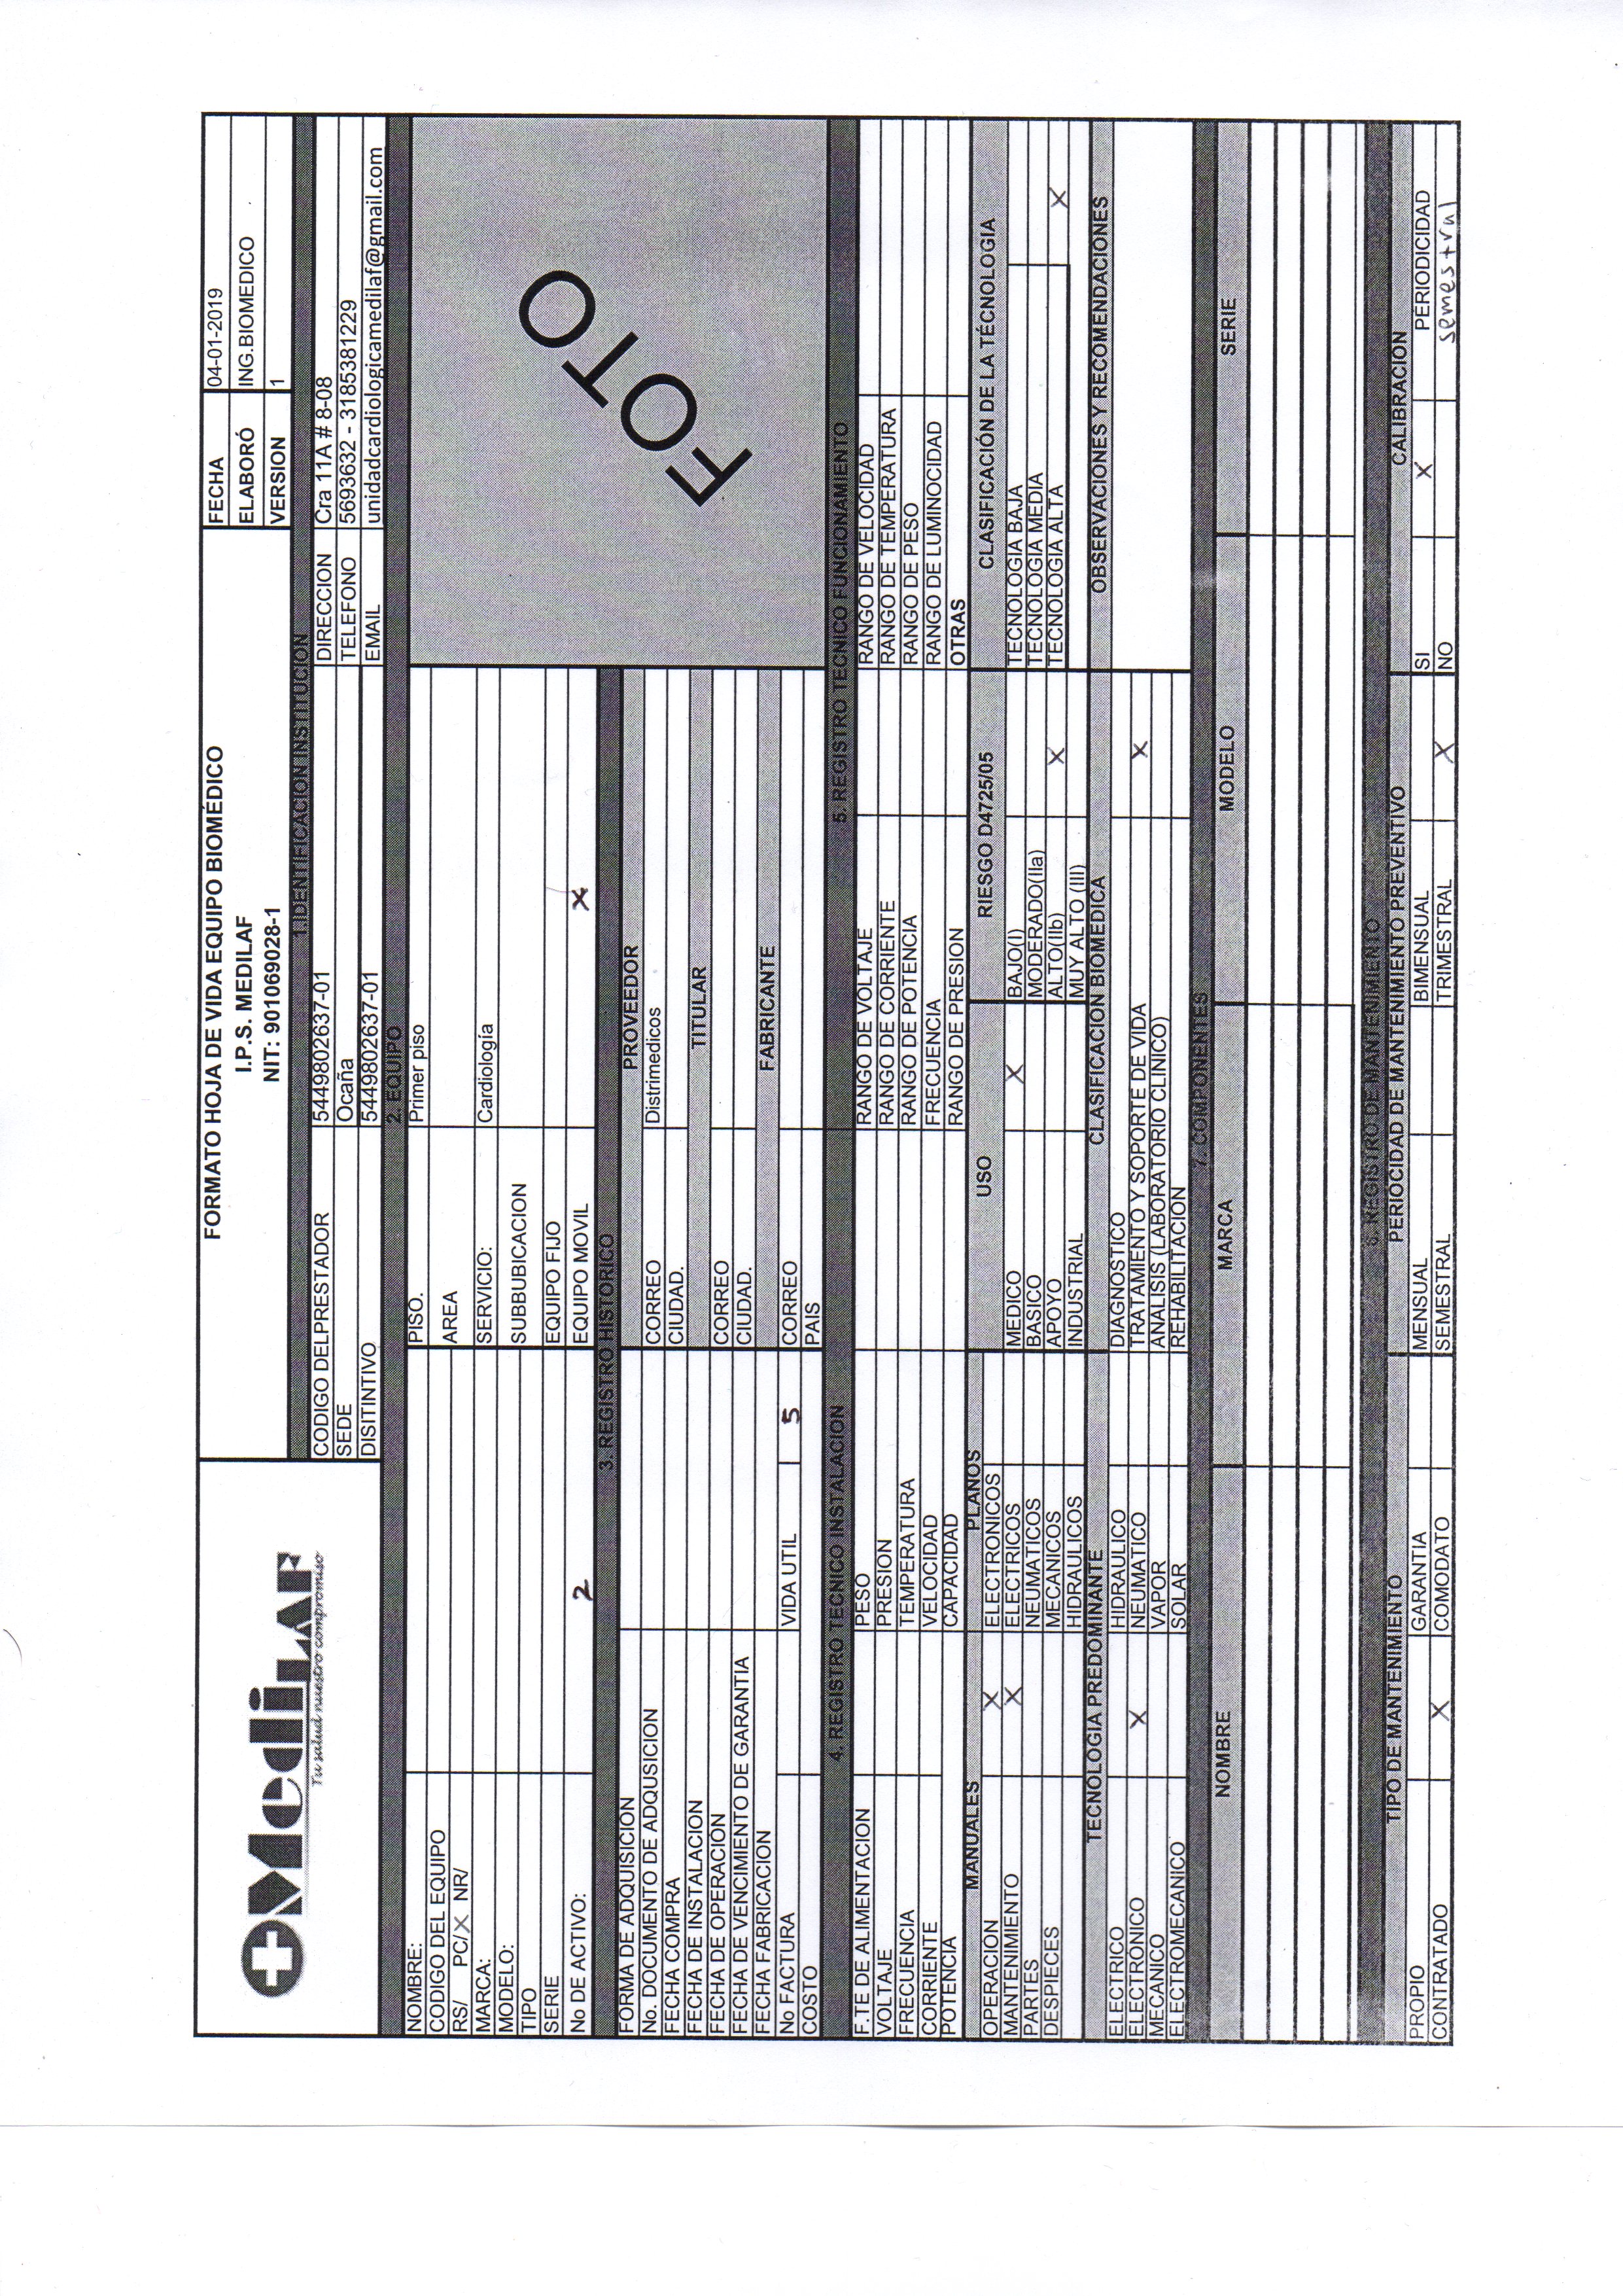 MediLAF
Tu salud nuestro compromiso
FORMATO HOJA DE VIDA EQUIPO BIOMÉDICO
I.P.S. MEDILAF
NIT: 901069028-1
FECHA 04-01-2019
ELABORÓ ING.BIOMEDICO
VERSION 1
1.IDENTIFICACION INSTITUCION
CODIGO DELPRESTADOR 5449802637-01 DIRECCION Cra 11A # 8-08
SEDE Ocaña TELEFONO 5693632 - 3185381229
DISITINTIVO 5449802637-01 EMAIL unidadcardiologicamedilaf@gmail.com
2. EQUIPO
NOMBRE: PISO. Primer piso
CODIGO DEL EQUIPO
RS/ PC/X NR/ AREA
MARCA: SERVICIO: Cardiología
MODELO:
TIPO SUBBUBICACION
SERIE EQUIPO FIJO
No DE ACTIVO: 2 EQUIPO MOVIL X
FOTO
3. REGISTRO HISTORICO
FORMA DE ADQUISICION PROVEEDOR
No. DOCUMENTO DE ADQUSICION CORREO Distrimedicos
FECHA COMPRA CIUDAD.
FECHA DE INSTALACION TITULAR
FECHA DE OPERACIÓN CORREO
FECHA DE VENCIMIENTO DE GARANTIA CIUDAD.
FECHA FABRICACION FABRICANTE
No FACTURA VIDA UTIL 5 CORREO
COSTO PAIS
4. REGISTRO TECNICO INSTALACION 5. REGISTRO TECNICO FUNCIONAMIENTO
F.TE DE ALIMENTACION PESO RANGO DE VOLTAJE RANGO DE VELOCIDAD
VOLTAJE PRESION RANGO DE CORRIENTE RANGO DE TEMPERATURA
FRECUENCIA TEMPERATURA RANGO DE POTENCIA RANGO DE PESO
CORRIENTE VELOCIDAD FRECUENCIA RANGO DE LUMINOCIDAD
POTENCIA CAPACIDAD RANGO DE PRESION OTRAS
MANUALES PLANOS USO RIESGO D4725/05 CLASIFICACIÓN DE LA TÉCNOLOGIA
OPERACION X ELECTRONICOS
MANTENIMIENTO X ELECTRICOS MEDICO X BAJO(I) TECNOLOGIA BAJA
PARTES NEUMATICOS BASICO MODERADO(IIa) TECNOLOGIA MEDIA
DESPIECES MECANICOS APOYO ALTO(IIb) X TECNOLOGIA ALTA X
HIDRAULICOS INDUSTRIAL MUY ALTO (III)
TECNOLOGIA PREDOMINANTE CLASIFICACION BIOMEDICA OBSERVACIONES Y RECOMENDACIONES
ELECTRICO HIDRAULICO DIAGNOSTICO
ELECTRÓNICO X NEUMATICO TRATAMIENTO Y SOPORTE DE VIDA X
MECANICO VAPOR ANALISIS (LABORATORIO CLINICO)
ELECTROMECANICO SOLAR REHABILITACION
7. COMPONENTES
NOMBRE MARCA MODELO SERIE
6. REGISTRO DE MANTENIMIENTO
TIPO DE MANTENIMIENTO PERIOCIDAD DE MANTENIMIENTO PREVENTIVO CALIBRACION
PROPIO GARANTIA MENSUAL BIMENSUAL SI X PERIODICIDAD
CONTRATADO X COMODATO SEMESTRAL TRIMESTRAL X NO semestral